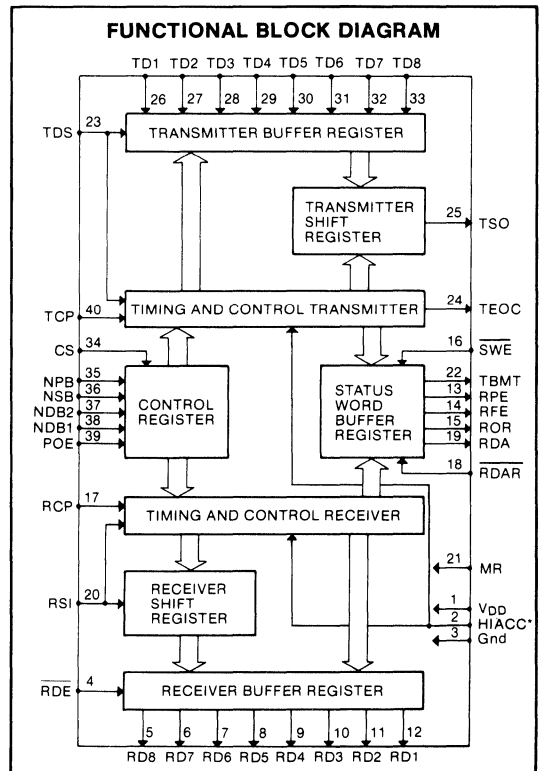 FUNCTIONAL BLOCK DIAGRAM
TD1 TD2 TD3 TD4 TD5 TD6 TD7 TD8
26 27 28 29 30 31 32 33
TDS 23
TRANSMITTER BUFFER REGISTER
TRANSMITTER
SHIFT
REGISTER
25 TSO
TCP 40
TIMING AND CONTROL TRANSMITTER
24 TEOC
CS 34
NPB 35
NSB 36
NDB2 37
NDB1 38
POE 39
CONTROL
REGISTER
STATUS
WORD
BUFFER
REGISTER
16 SWE
22 TBMT
13 RPE
14 RFE
15 ROR
19 RDA
18 RDAR
RCP 17
TIMING AND CONTROL RECEIVER
RSI 20
RECEIVER
SHIFT
REGISTER
21 MR
1 VDD
2 HIACC*
3 Gnd
RDE 4
RECEIVER BUFFER REGISTER
5 6 7 8 9 10 11 12
RD8 RD7 RD6 RD5 RD4 RD3 RD2 RD1